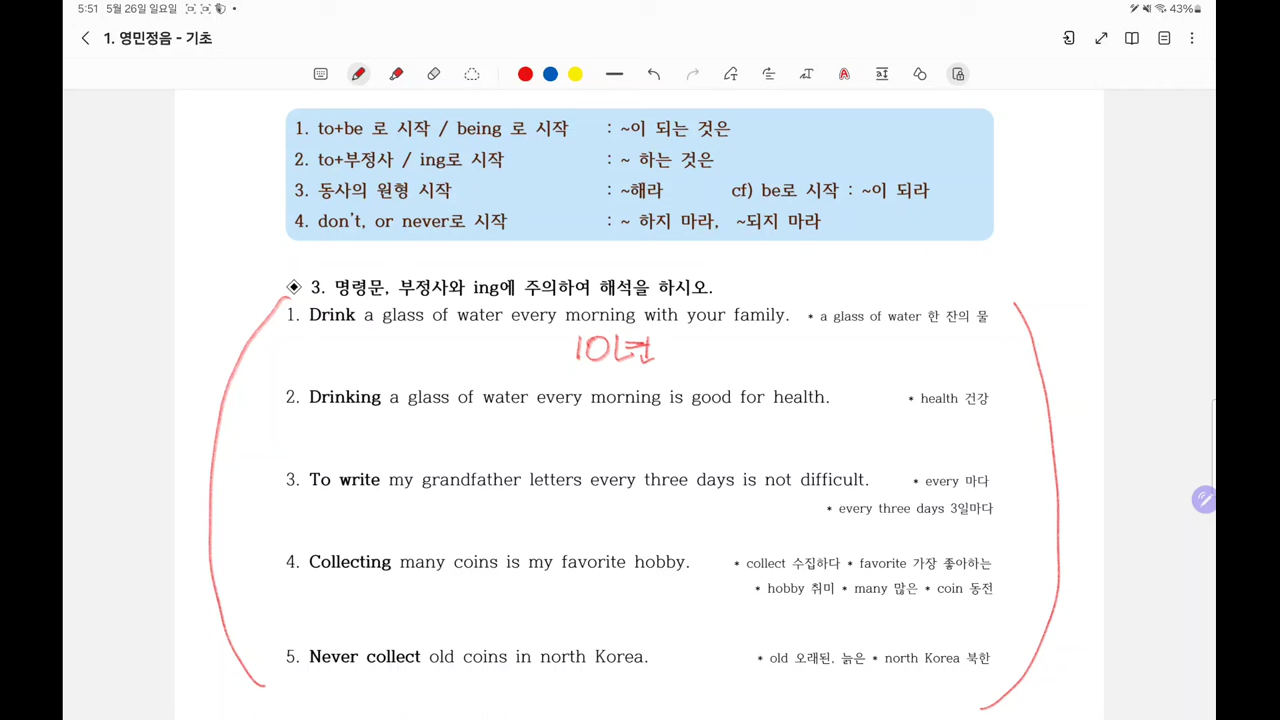 5:51 5월 26일 일요일
43%
1. 영민정음 - 기초
1. to+be 로 시작 / being 로 시작 : ~이 되는 것은
2. to+부정사 / ing로 시작 : ~ 하는 것은
3. 동사의 원형 시작 : ~해라 cf) be로 시작 : ~이 되라
4. don't, or never로 시작 : ~ 하지 마라, ~되지 마라
◈ 3. 명령문, 부정사와 ing에 주의하여 해석을 하시오.
1. Drink a glass of water every morning with your family. * a glass of water 한 잔의 물
2. Drinking a glass of water every morning is good for health. * health 건강
3. To write my grandfather letters every three days is not difficult. * every 마다
* every three days 3일마다
4. Collecting many coins is my favorite hobby. * collect 수집하다 * favorite 가장 좋아하는
* hobby 취미 * many 많은 * coin 동전
5. Never collect old coins in north Korea. * old 오래된, 늙은 * north Korea 북한